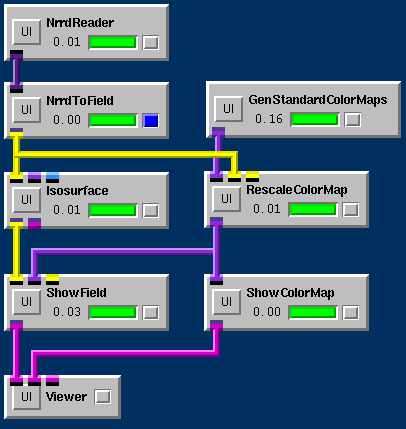 UI NrrdReader
0.01
UI NrrdToField
0.00
UI GenStandardColorMaps
0.16
UI Isosurface
0.01
UI RescaleColorMap
0.01
UI ShowField
0.03
UI ShowColorMap
0.00
UI Viewer